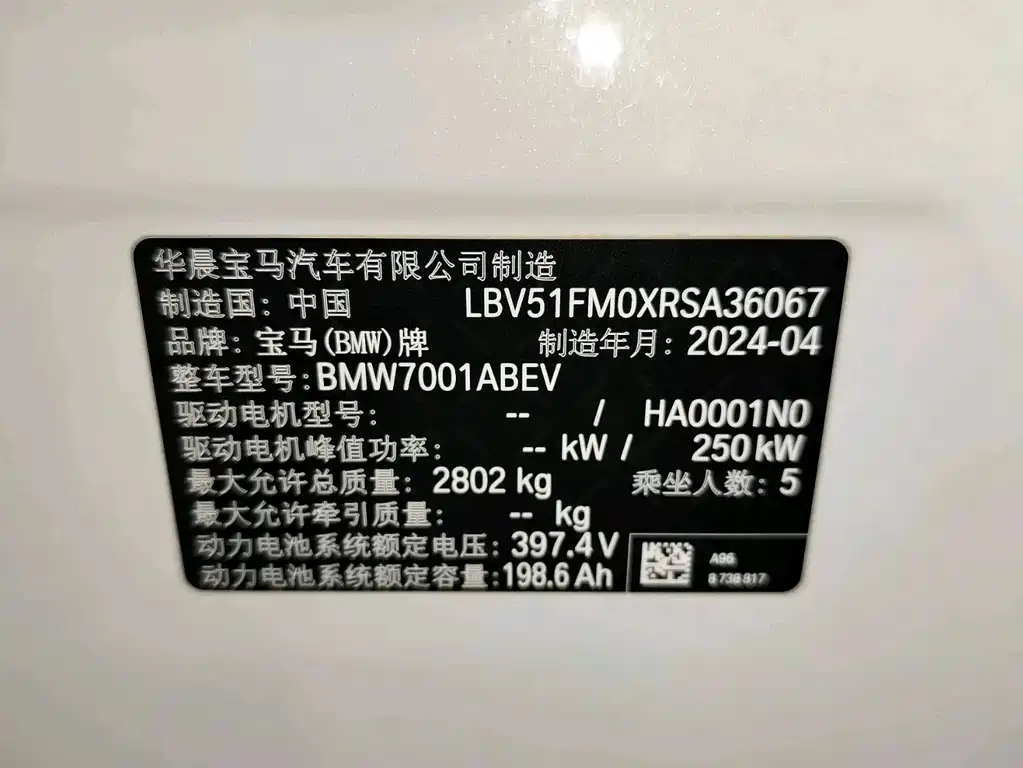 华晨宝马汽车有限公司制造
制造国: 中国 LBV51FM0XRSA36067
品牌: 宝马(BMW)牌 制造年月: 2024-04
整车型号: BMW7001ABEV
驱动电机型号: -- / HA0001N0
驱动电机峰值功率: -- kW / 250 kW
最大允许总质量: 2802 kg 乘坐人数: 5
最大允许牵引质量: -- kg
动力电池系统额定电压: 397.4 V
动力电池系统额定容量: 198.6 Ah
A96
8 738 817